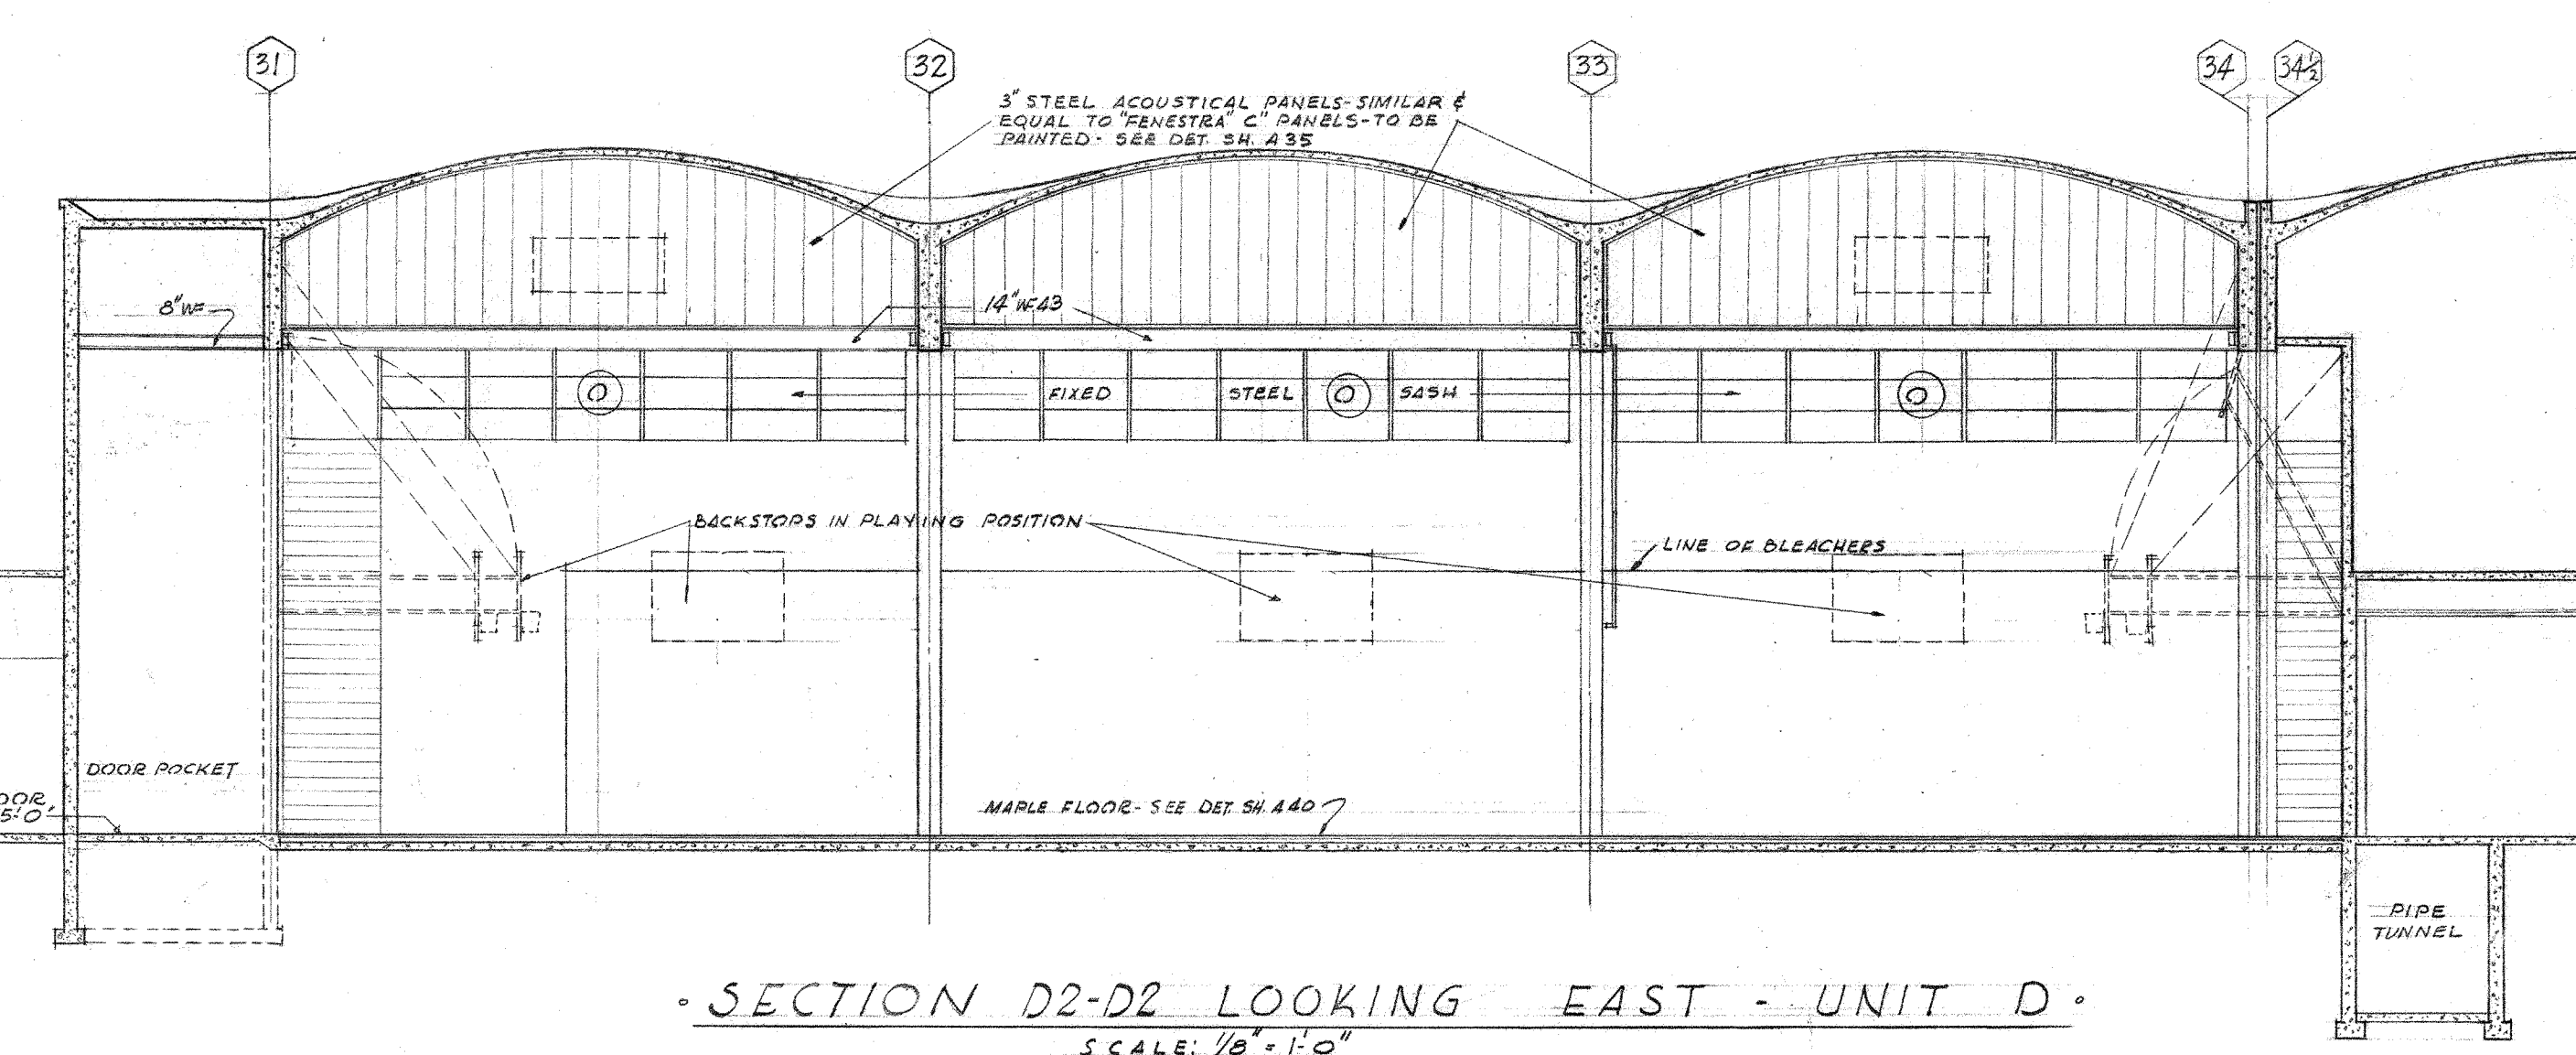 31
32
33
34
34½
3" STEEL ACOUSTICAL PANELS-SIMILAR &
EQUAL TO "FENESTRA" C" PANELS-TO BE
PAINTED- SEE DET. SH. A35
8"WF
14"WF43
O
FIXED STEEL O SASH
O
BACKSTOPS IN PLAYING POSITION
LINE OF BLEACHERS
DOOR POCKET
5'-0"
MAPLE FLOOR- SEE DET. SH. A40
PIPE
TUNNEL
·SECTION D2-D2 LOOKING EAST - UNIT D·
SCALE: 1/8" = 1'-0"